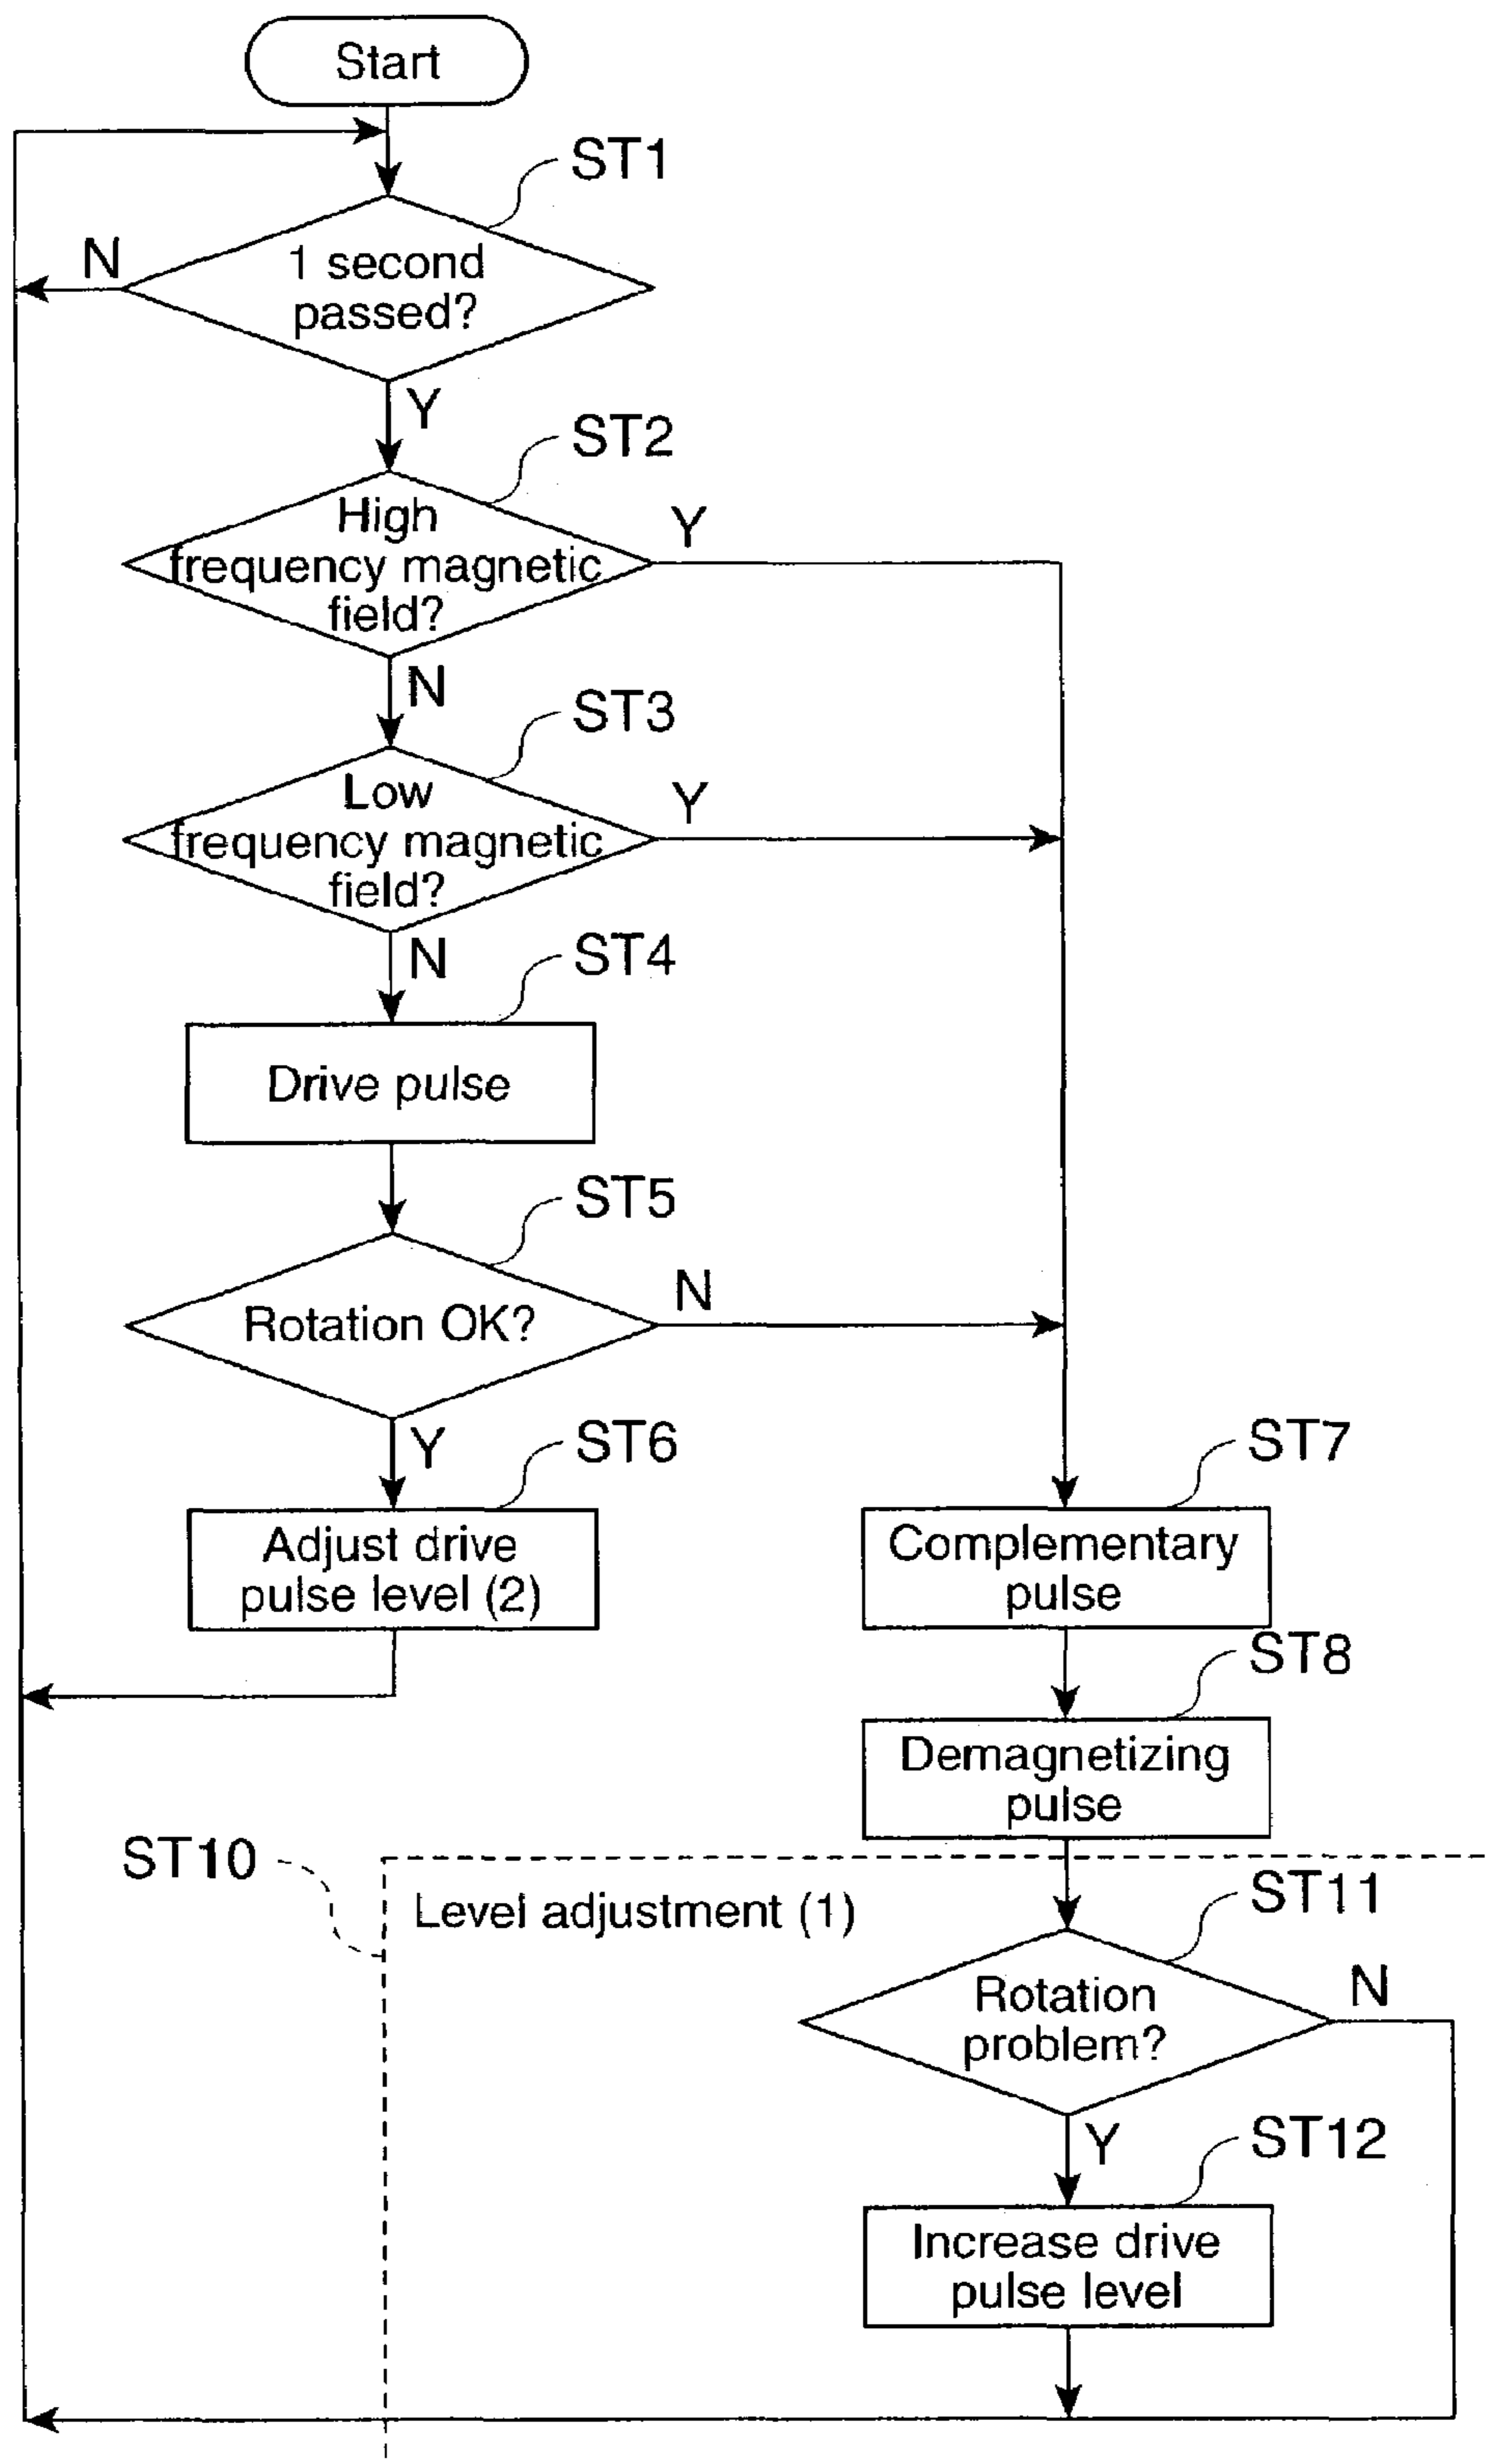 Start
ST1
N
1 second
passed?
Y
ST2
High
frequency magnetic
field?
Y
N
ST3
Low
frequency magnetic
field?
Y
N
ST4
Drive pulse
ST5
Rotation OK?
N
Y
ST6
Adjust drive
pulse level (2)
ST7
Complementary
pulse
ST8
Demagnetizing
pulse
ST10
Level adjustment (1)
ST11
Rotation
problem?
N
Y
ST12
Increase drive
pulse level